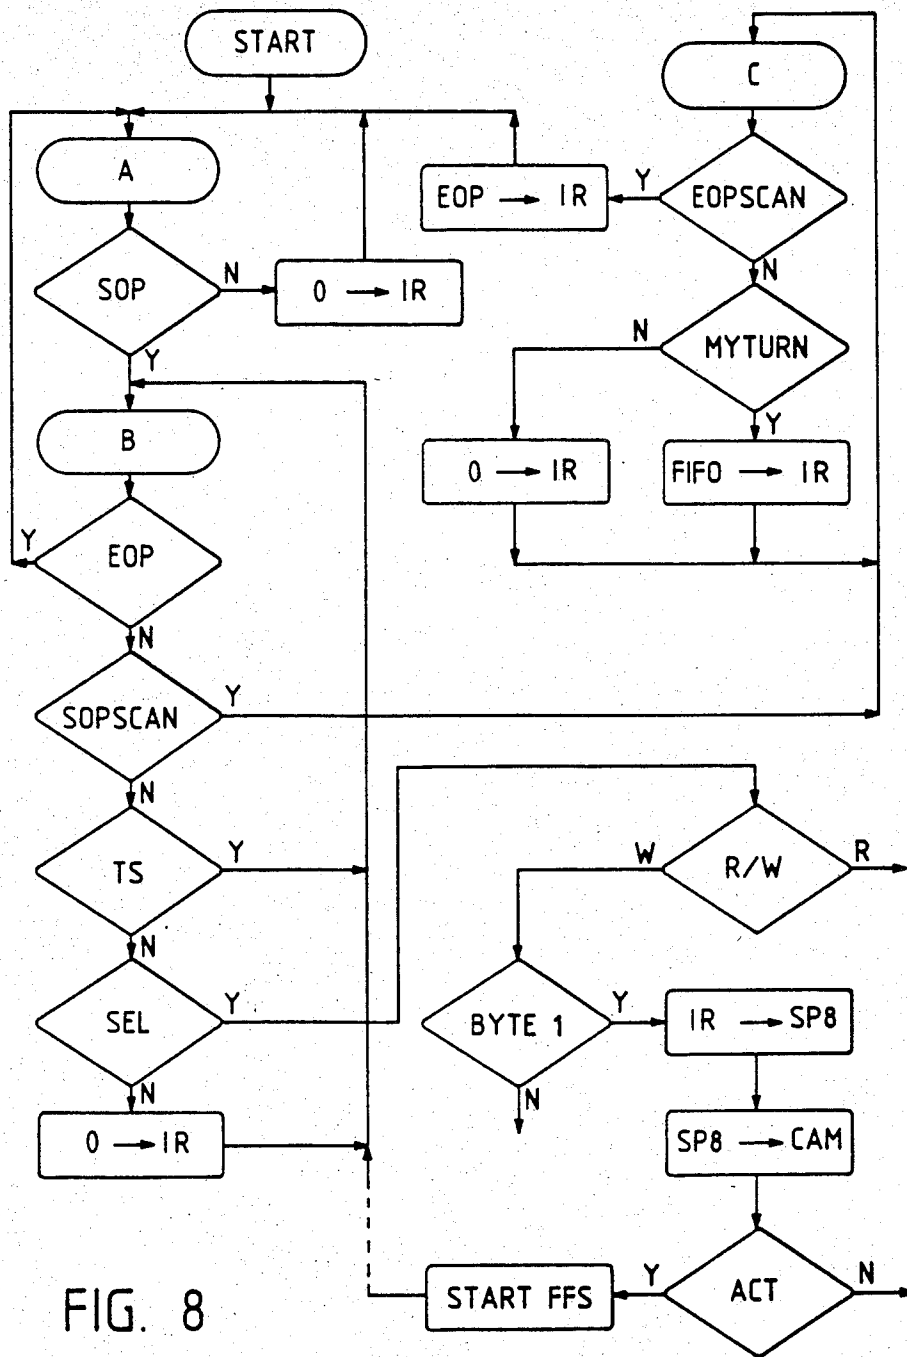 START
C
A
EOP → IR
Y
EOPSCAN
SOP
N
0 → IR
N
Y
N
MYTURN
Y
B
0 → IR
FIFO → IR
Y
EOP
N
SOPSCAN
Y
N
TS
Y
W
R/W
R
N
SEL
Y
BYTE 1
Y
IR → SP8
N
N
0 → IR
SP8 → CAM
START FFS
Y
ACT
N
FIG. 8